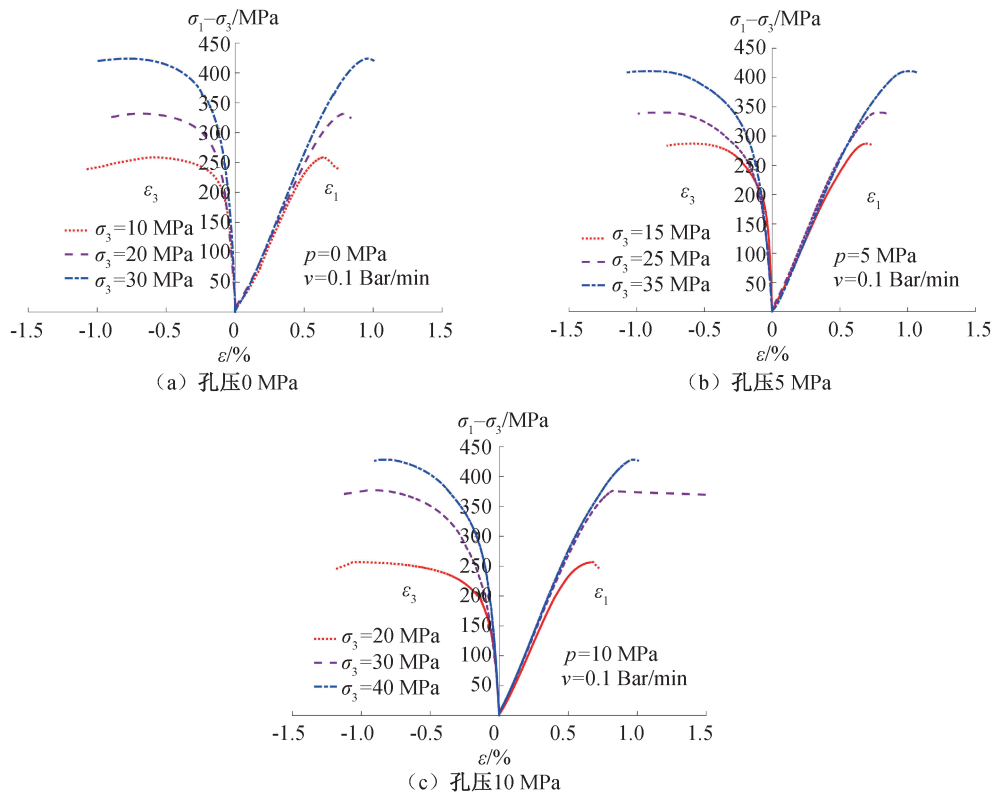 σ₁–σ₃/MPa
450
400
350
300
250
200
150
100
50
ε₃
ε₁
σ₃=10 MPa
σ₃=20 MPa
σ₃=30 MPa
p=0 MPa
v=0.1 Bar/min
-1.5 -1.0 -0.5 0 0.5 1.0 1.5
ε/%
（a）孔压0 MPa
σ₁–σ₃/MPa
450
400
350
300
250
200
150
100
50
ε₃
ε₁
σ₃=15 MPa
σ₃=25 MPa
σ₃=35 MPa
p=5 MPa
v=0.1 Bar/min
-1.5 -1.0 -0.5 0 0.5 1.0 1.5
ε/%
（b）孔压5 MPa
σ₁–σ₃/MPa
450
400
350
300
250
200
150
100
50
ε₃
ε₁
σ₃=20 MPa
σ₃=30 MPa
σ₃=40 MPa
p=10 MPa
v=0.1 Bar/min
-1.5 -1.0 -0.5 0 0.5 1.0 1.5
ε/%
（c）孔压10 MPa